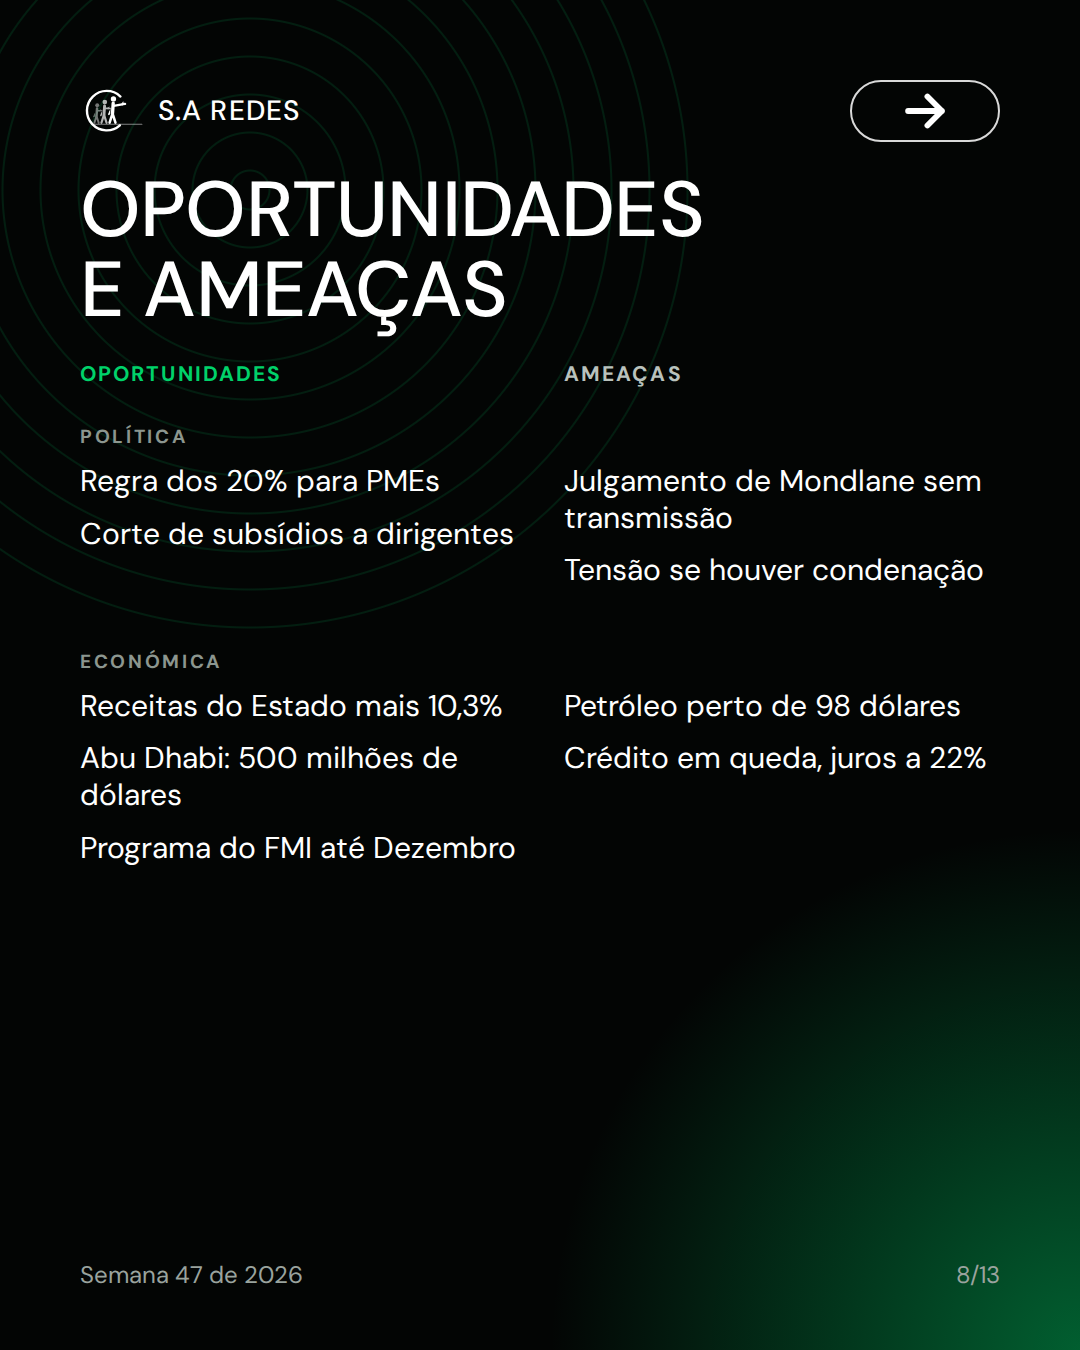 S.A REDES
OPORTUNIDADES
E AMEAÇAS
OPORTUNIDADES
AMEAÇAS
POLÍTICA
Regra dos 20% para PMEs
Corte de subsídios a dirigentes
Julgamento de Mondlane sem
transmissão
Tensão se houver condenação
ECONÓMICA
Receitas do Estado mais 10,3%
Abu Dhabi: 500 milhões de
dólares
Programa do FMI até Dezembro
Petróleo perto de 98 dólares
Crédito em queda, juros a 22%
Semana 47 de 2026
8/13